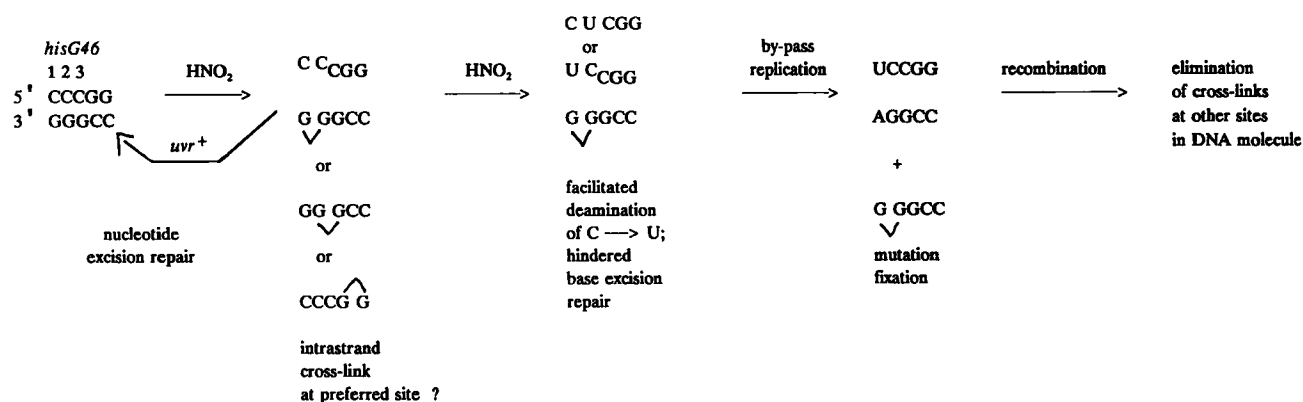 hisG46
1 2 3
5' CCCGG
3' GGGCC
HNO₂
uvr+
nucleotide
excision repair
C CCGG
G GGCC
or
GG GCC
or
CCCG G
intrastrand
cross-link
at preferred site ?
HNO₂
C U CGG
or
U CCGG
G GGCC
facilitated
deamination
of C —> U;
hindered
base excision
repair
by-pass
replication
UCCGG
AGGCC
+
G GGCC
mutation
fixation
recombination
elimination
of cross-links
at other sites
in DNA molecule